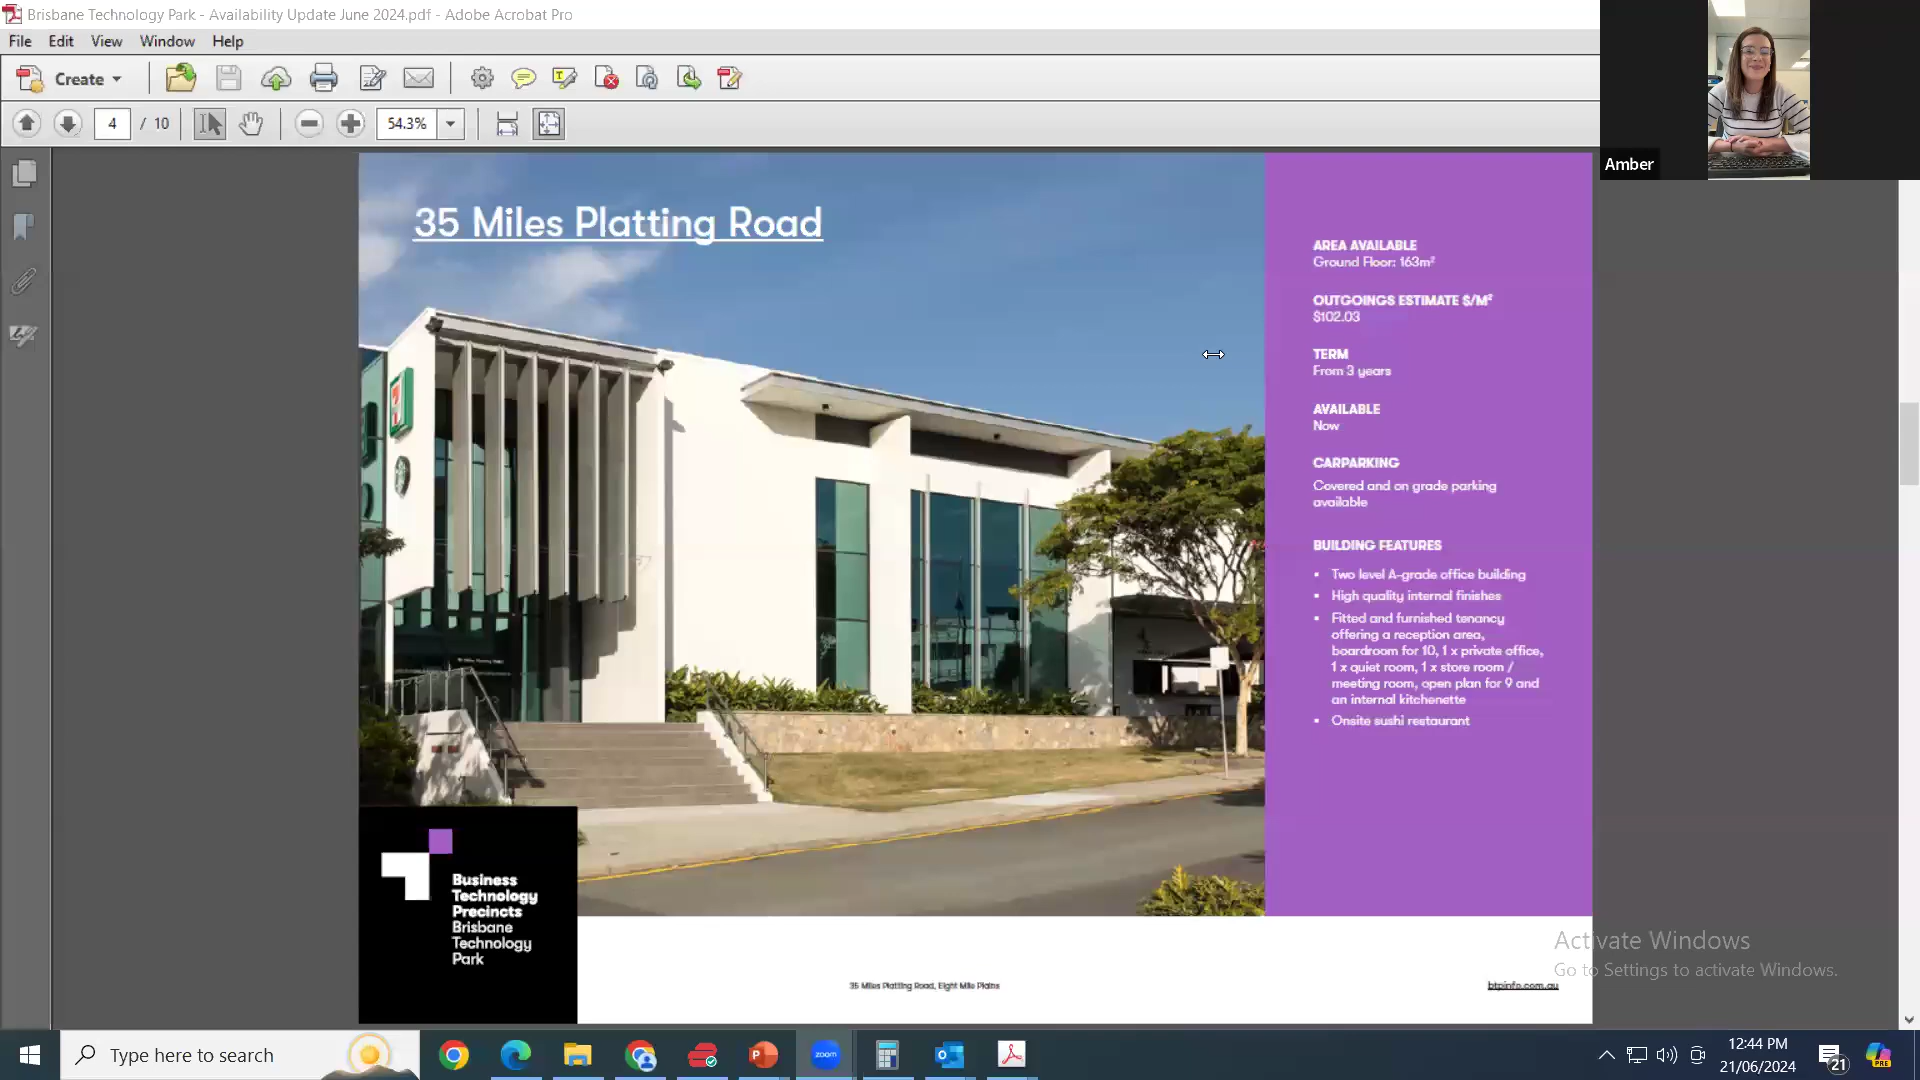 Brisbane Technology Park - Availability Update June 2024.pdf - Adobe Acrobat Pro
File Edit View Window Help
Create
4 / 10 54.3%
Amber
35 Miles Platting Road
AREA AVAILABLE
Ground Floor: 163m²
OUTGOINGS ESTIMATE $/M²
$102.03
TERM
From 3 years
AVAILABLE
Now
CARPARKING
Covered and on grade parking
available
BUILDING FEATURES
• Two level A-grade office building
• High quality internal finishes
• Fitted and furnished tenancy
offering a reception area,
boardroom for 10, 1 x private office,
1 x quiet room, 1 x store room /
meeting room, open plan for 9 and
an internal kitchenette
• Onsite sushi restaurant
7
Business
Technology
Precincts
Brisbane
Technology
Park
35 Miles Platting Road, Eight Mile Plains
btpinfo.com.au
Activate Windows
Go to Settings to activate Windows.
Type here to search
zoom
12:44 PM
21/06/2024
21
PRE